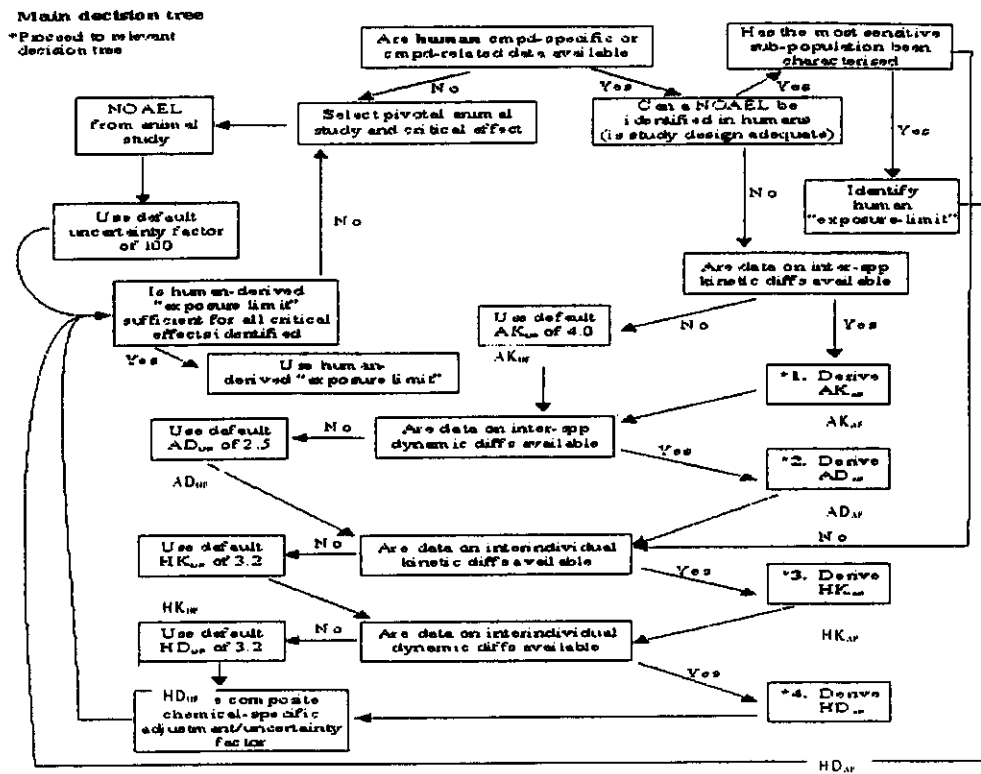 Main decision tree
*Proceed to relevant
decision tree
Are human cmpd-specific or
cmpd-related data available
Has the most sensitive
sub-population been
characterised
No
Yes
Yes
NOAEL
from animal
study
Select pivotal animal
study and critical effect
Can a NOAEL be
identified in humans
(is study design adequate)
Yes
No
No
Identify
human
"exposure-limit"
Use default
uncertainty factor
of 100
Are data on inter-spp
kinetic diffs available
Is human-derived
"exposure limit"
sufficient for all critical
effects identified
Use default
AKUF of 4.0
No
Yes
Yes
Use human-
derived "exposure limit"
AKUF
*1. Derive
AKAF
AKAF
Use default
ADUF of 2.5
No
Are data on inter-spp
dynamic diffs available
Yes
*2. Derive
ADAF
ADUF
ADAF
No
Use default
HKUF of 3.2
No
Are data on interindividual
kinetic diffs available
Yes
*3. Derive
HKAF
HKUF
HKAF
Use default
HDUF of 3.2
No
Are data on interindividual
dynamic diffs available
Yes
*4. Derive
HDAF
HDUF
composite
chemical-specific
adjustment/uncertainty
factor
HDAF